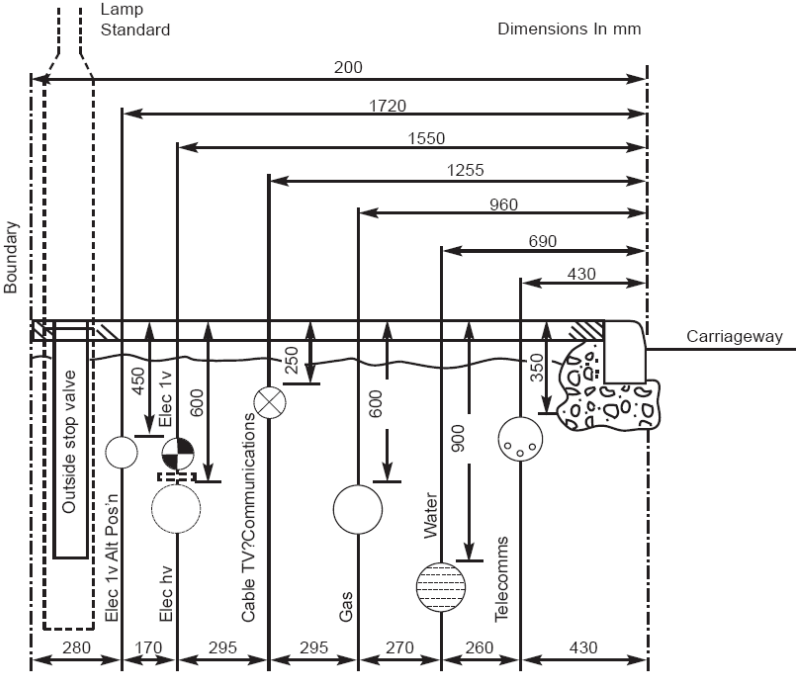 Lamp
Standard
Dimensions In mm
200
1720
1550
1255
960
690
430
Boundary
Carriageway
Outside stop valve
450
Elec 1v
600
250
600
900
350
Elec 1v Alt Pos'n
Elec hv
Cable TV?Communications
Gas
Water
Telecomms
280
170
295
295
270
260
430